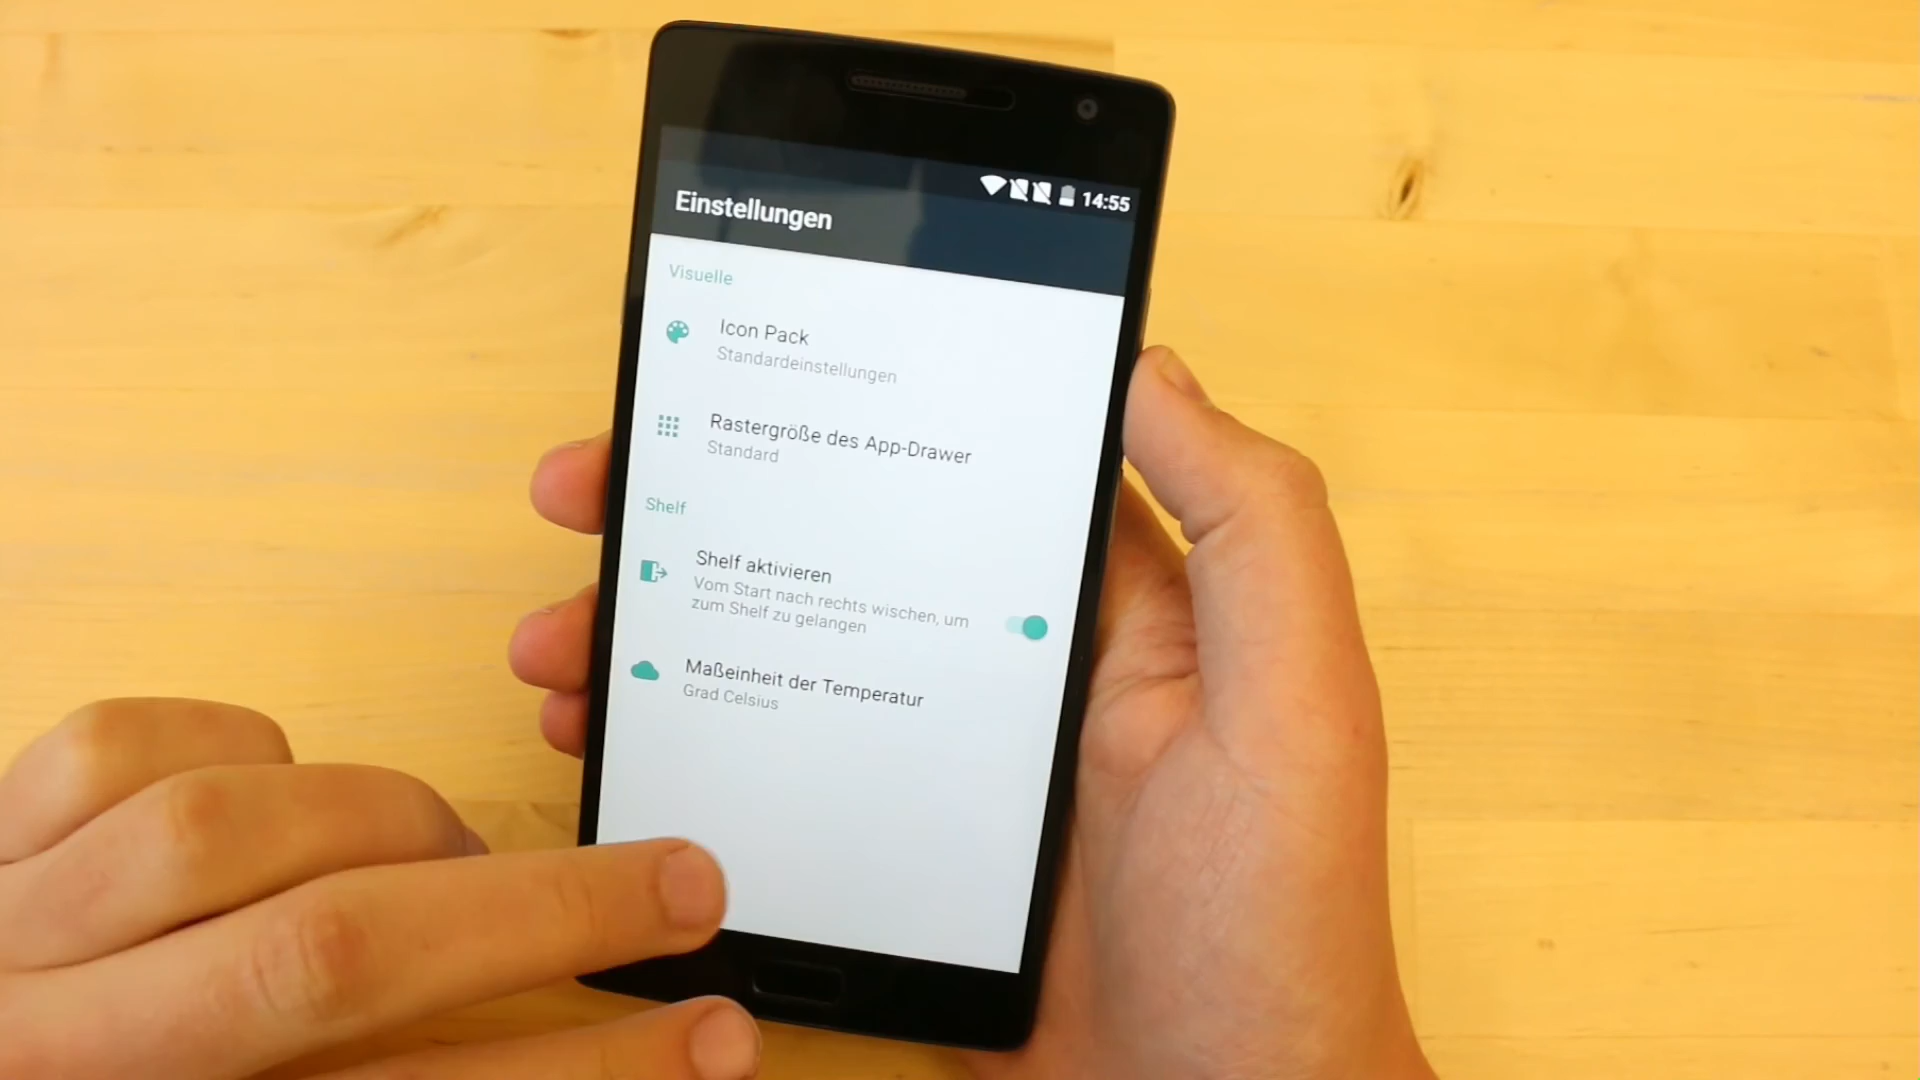 14:55
Einstellungen
Visuelle
Icon Pack
Standardeinstellungen
Rastergröße des App-Drawer
Standard
Shelf
Shelf aktivieren
Vom Start nach rechts wischen, um
zum Shelf zu gelangen
Maßeinheit der Temperatur
Grad Celsius